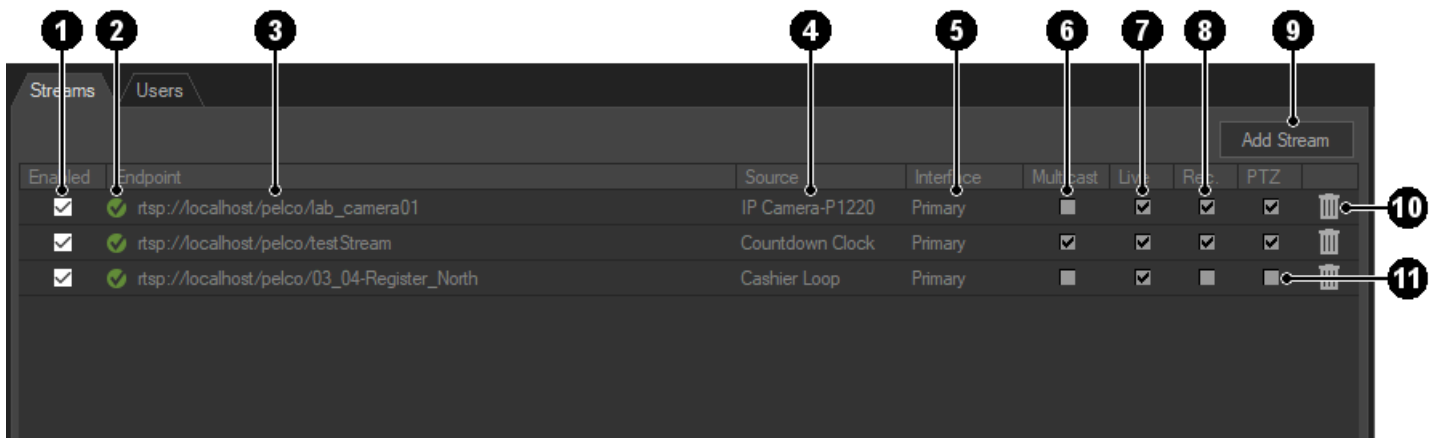 1 2 3 4 5 6 7 8 9
Streams Users
Add Stream
Enabled Endpoint Source Interface Multicast Live Rec. PTZ
rtsp://localhost/pelco/lab_camera01 IP Camera-P1220 Primary 10
rtsp://localhost/pelco/testStream Countdown Clock Primary
rtsp://localhost/pelco/03_04-Register_North Cashier Loop Primary 11